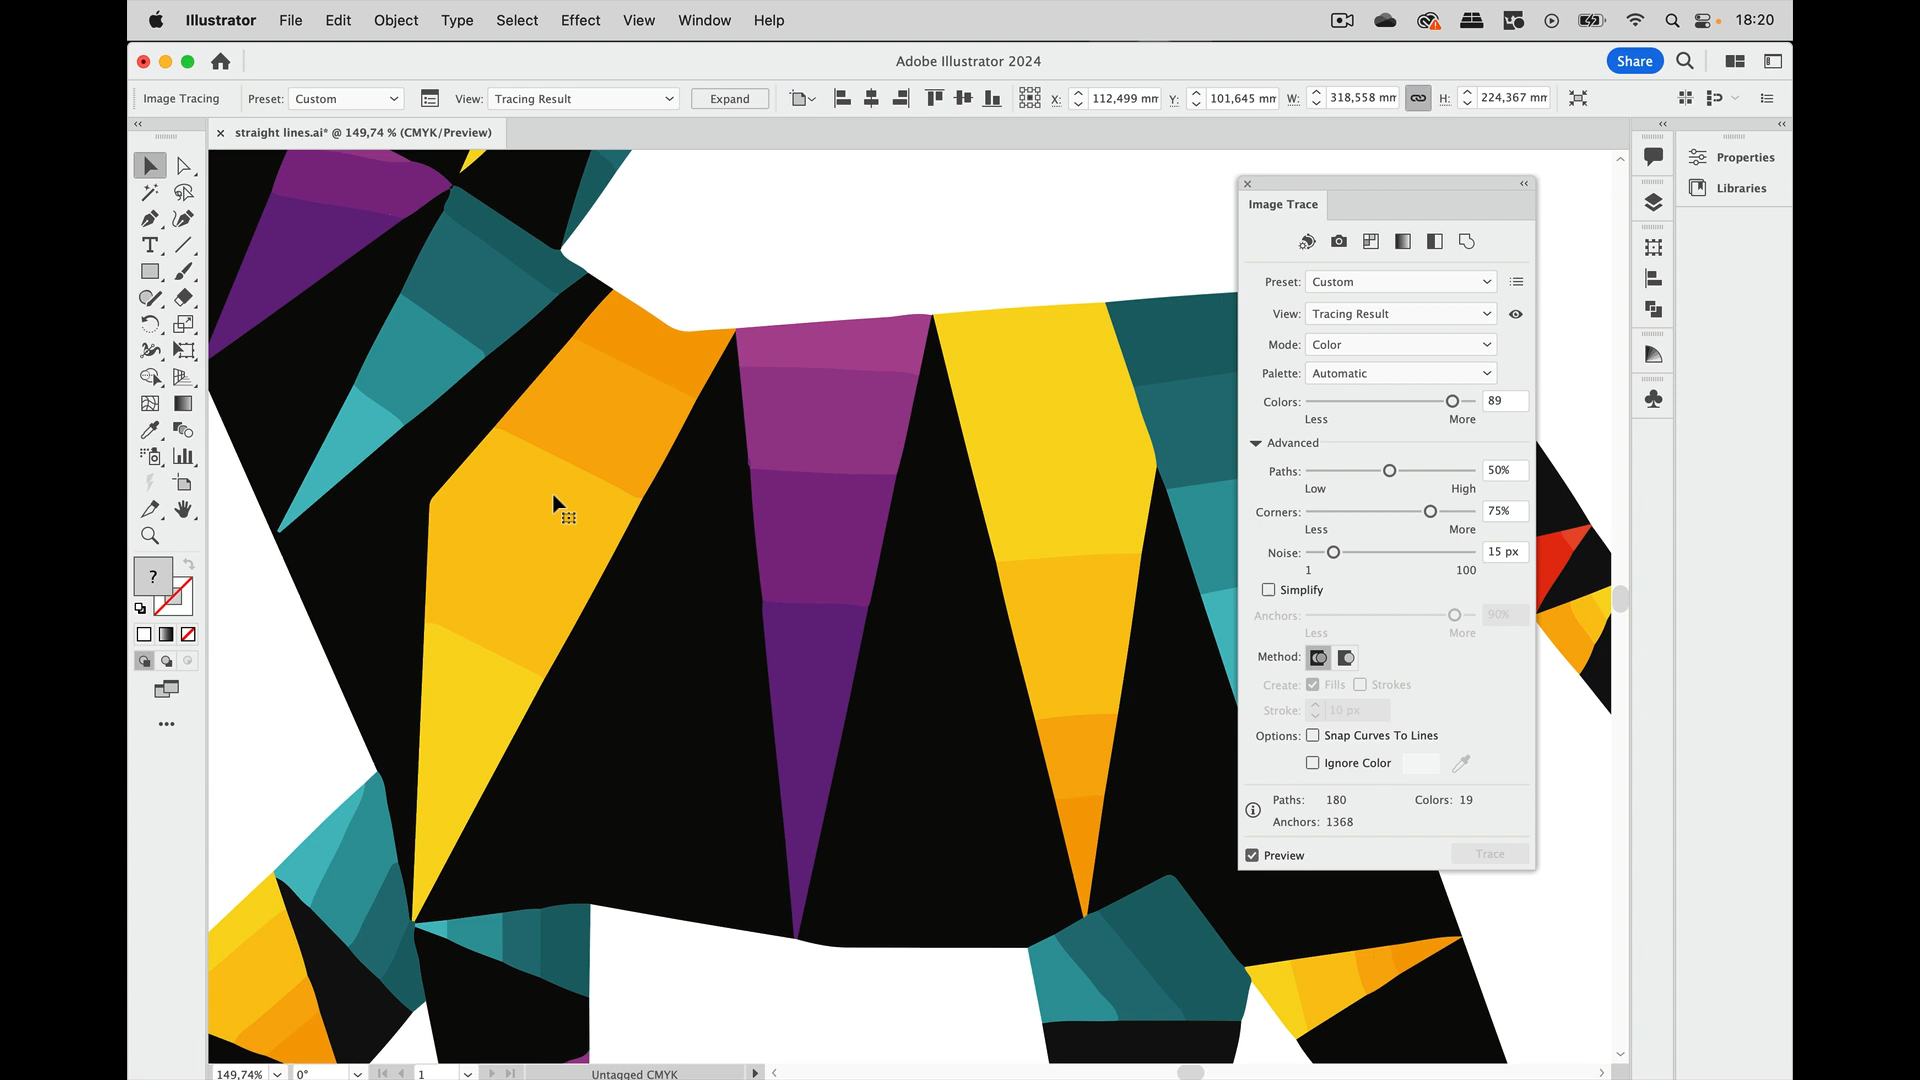 Illustrator File Edit Object Type Select Effect View Window Help 18:20
Adobe Illustrator 2024 Share
Image Tracing Preset: Custom View: Tracing Result Expand X: 112,499 mm Y: 101,645 mm W: 318,558 mm H: 224,367 mm
straight lines.ai* @ 149,74 % (CMYK/Preview)
Properties
Libraries
Image Trace
Preset: Custom
View: Tracing Result
Mode: Color
Palette: Automatic
Colors: 89
Less More
Advanced
Paths: 50%
Low High
Corners: 75%
Less More
Noise: 15 px
1 100
Simplify
Anchors: 90%
Less More
Method:
Create: Fills Strokes
Stroke: 10 px
Options: Snap Curves To Lines
Ignore Color
Paths: 180 Colors: 19
Anchors: 1368
Preview Trace
?
149,74% 0° 1 Untagged CMYK